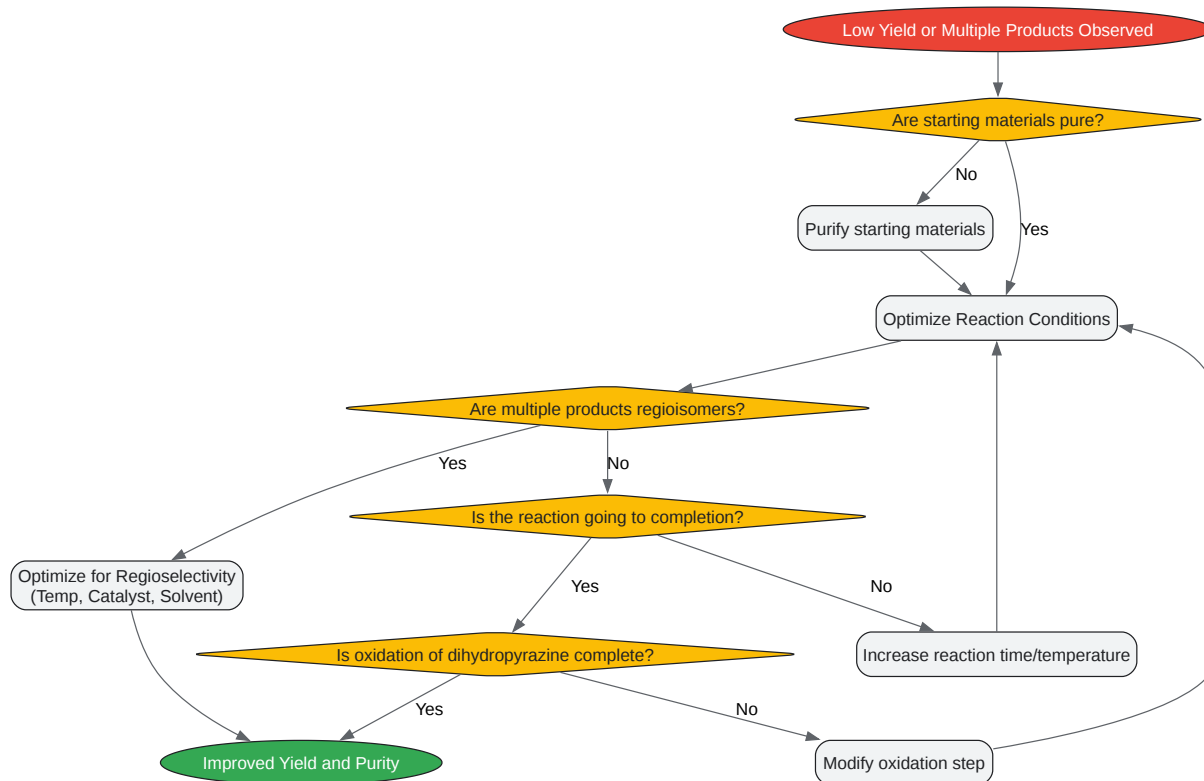 Low Yield or Multiple Products Observed
Are starting materials pure?
No
Purify starting materials
Yes
Optimize Reaction Conditions
Are multiple products regioisomers?
Yes
No
Is the reaction going to completion?
Optimize for Regioselectivity
(Temp, Catalyst, Solvent)
Yes
No
Is oxidation of dihydropyrazine complete?
Increase reaction time/temperature
Yes
No
Improved Yield and Purity
Modify oxidation step